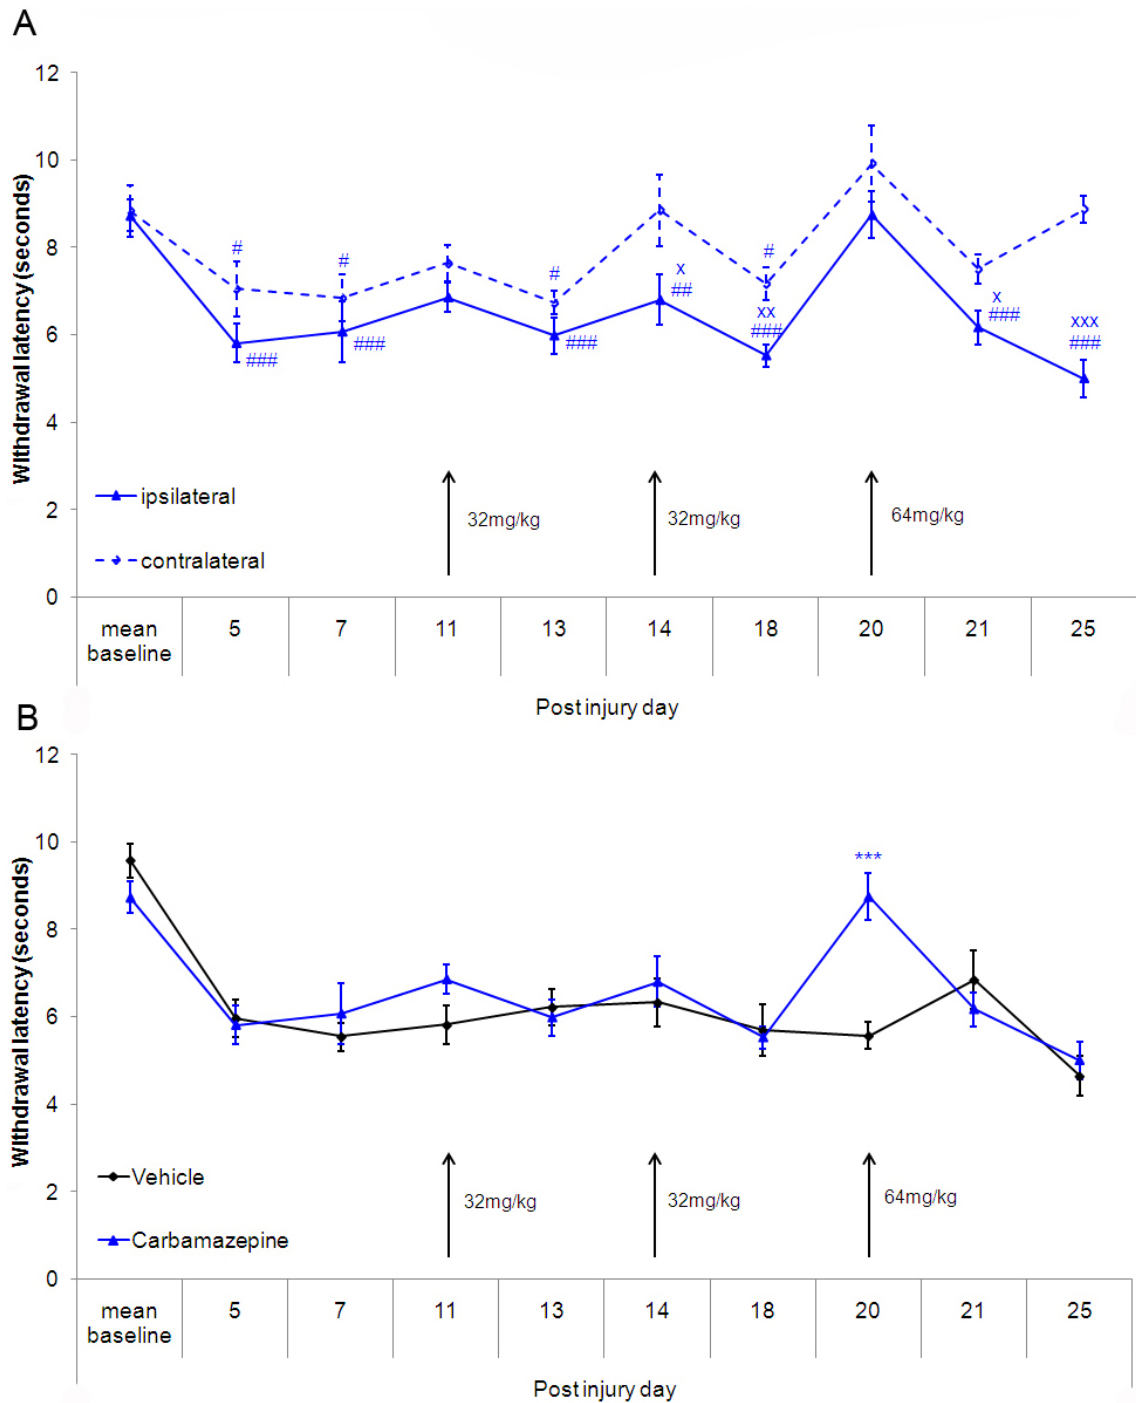 A
12
10
8
6
4
2
0
Withdrawal latency (seconds)
#
###
#
###
#
###
x
##
#
xx
###
x
###
xxx
###
ipsilateral
contralateral
32mg/kg
32mg/kg
64mg/kg
mean baseline 5 7 11 13 14 18 20 21 25
Post injury day
B
12
10
8
6
4
2
0
Withdrawal latency (seconds)
***
Vehicle
Carbamazepine
32mg/kg
32mg/kg
64mg/kg
mean baseline 5 7 11 13 14 18 20 21 25
Post injury day